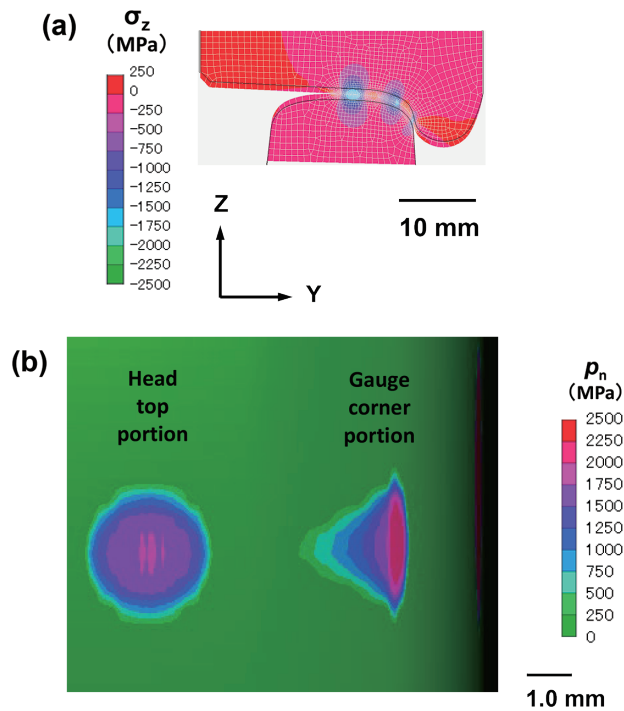 (a)
σz
(MPa)
250
0
−250
−500
−750
−1000
−1250
−1500
−1750
−2000
−2250
−2500
Z
Y
10 mm
(b)
Head
top
portion
Gauge
corner
portion
pn
(MPa)
2500
2250
2000
1750
1500
1250
1000
750
500
250
0
1.0 mm